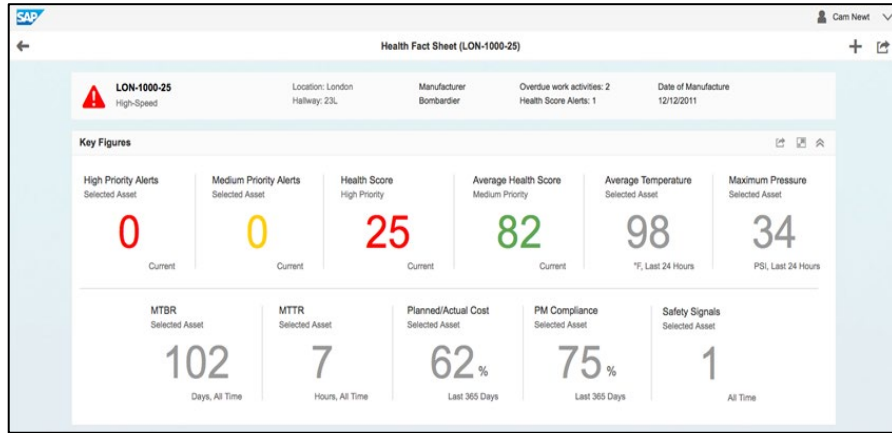 SAP
Cam Newt
Health Fact Sheet (LON-1000-25)
LON-1000-25
High-Speed
Location: London
Hallway: 23L
Manufacturer
Bombardier
Overdue work activities: 2
Health Score Alerts: 1
Date of Manufacture
12/12/2011
Key Figures
High Priority Alerts
Selected Asset
0
Current
Medium Priority Alerts
Selected Asset
0
Current
Health Score
High Priority
25
Current
Average Health Score
Medium Priority
82
Current
Average Temperature
Selected Asset
98
°F, Last 24 Hours
Maximum Pressure
Selected Asset
34
PSI, Last 24 Hours
MTBR
Selected Asset
102
Days, All Time
MTTR
Selected Asset
7
Hours, All Time
Planned/Actual Cost
Selected Asset
62 %
Last 365 Days
PM Compliance
Selected Asset
75 %
Last 365 Days
Safety Signals
Selected Asset
1
All Time